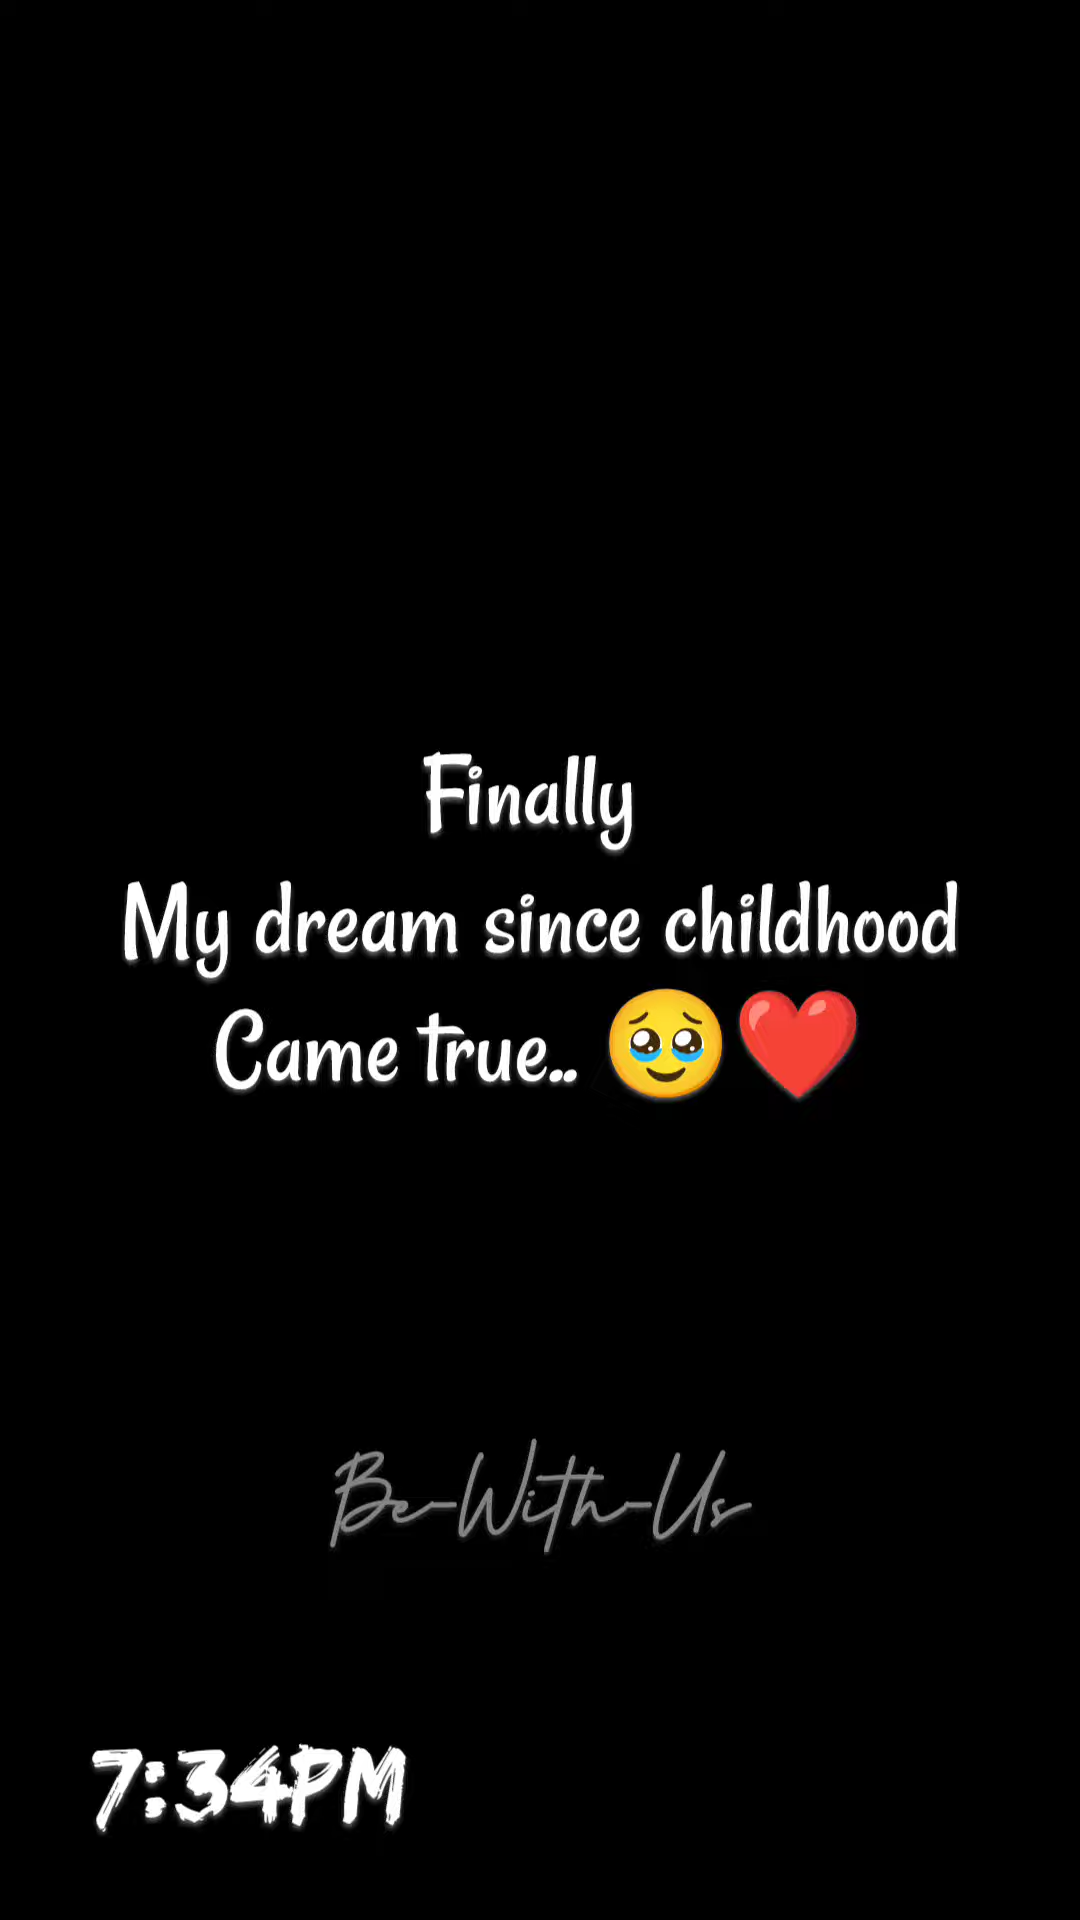 Finally
My dream since childhood
Came true.. 🥹❤️
Be-With-Us
7:34PM